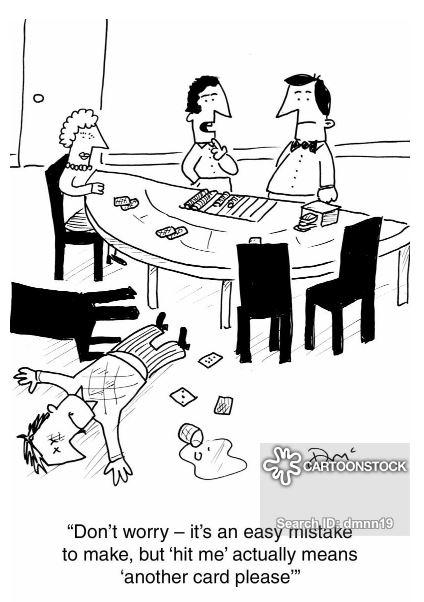 DMc
CARTOONSTOCK
Search ID: dmnn19
“Don’t worry – it’s an easy mistake
to make, but ‘hit me’ actually means
‘another card please’”